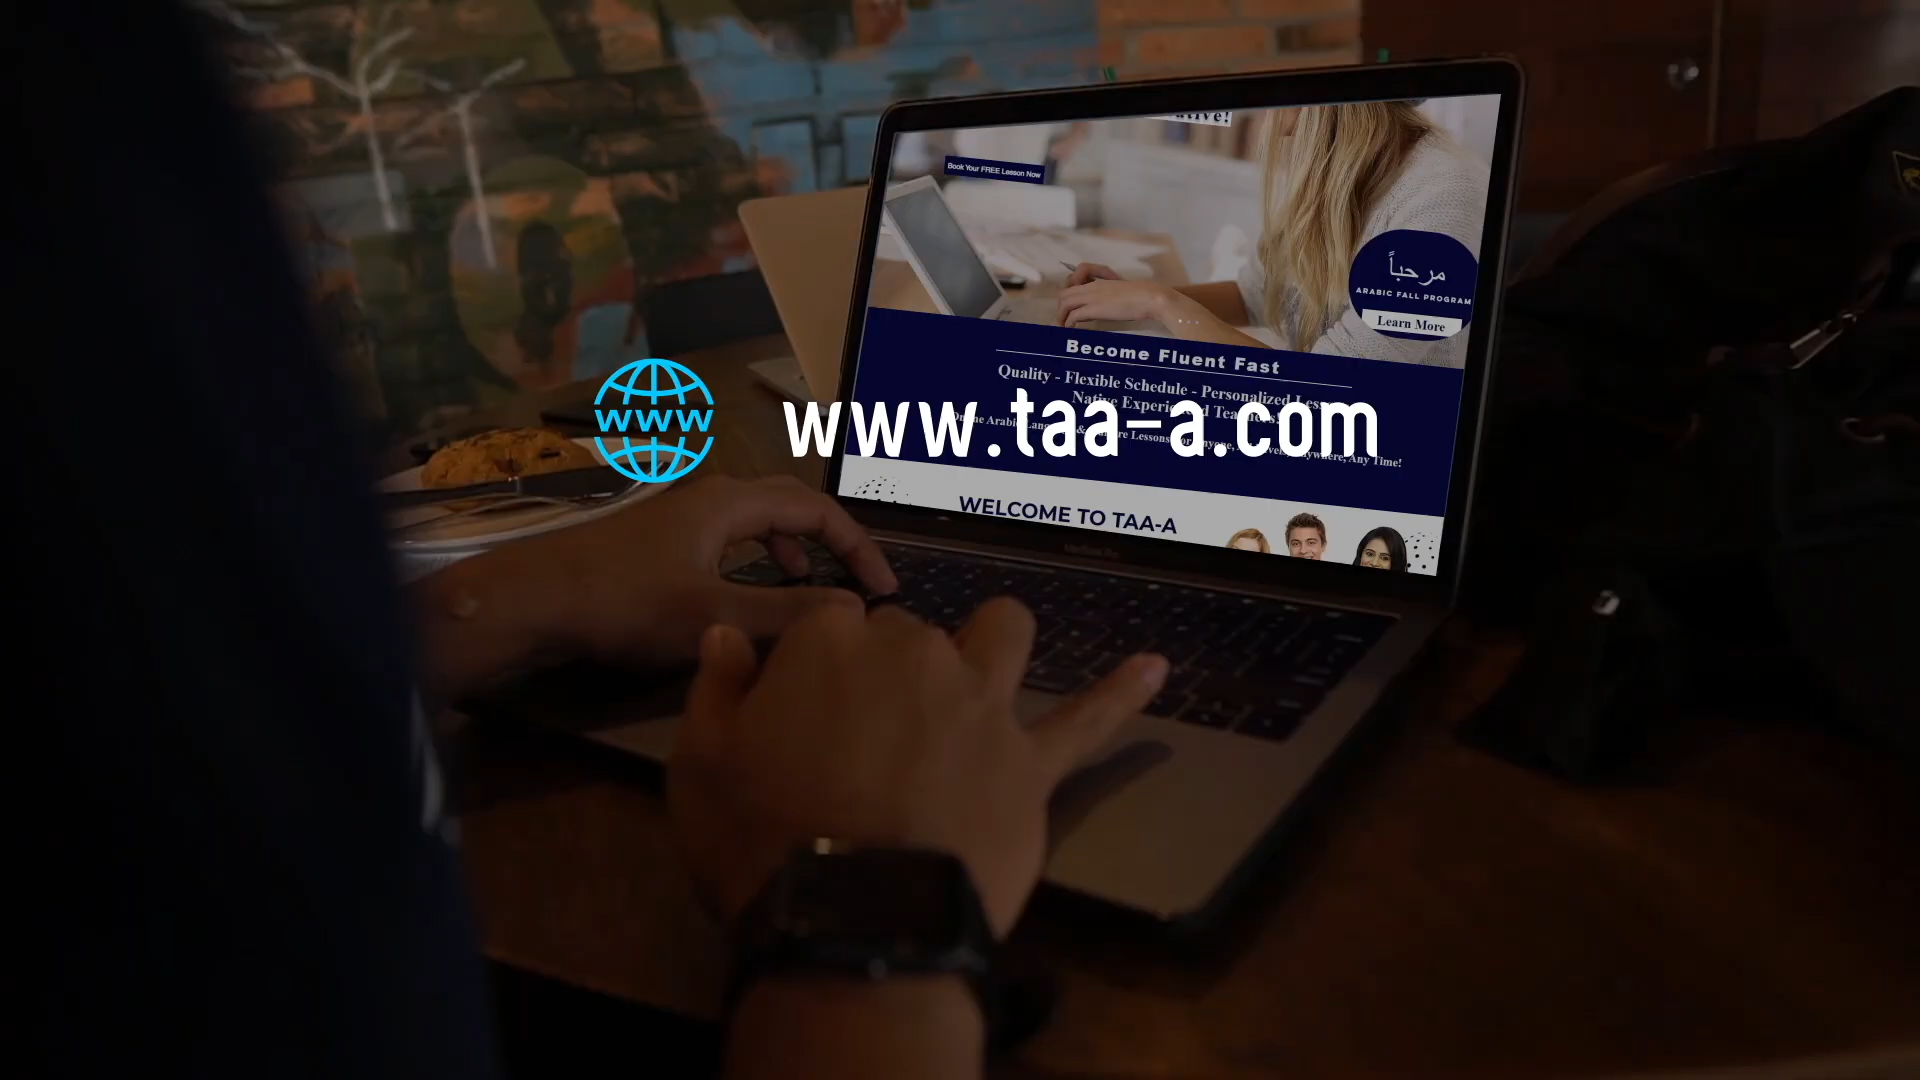 Book Your FREE Lesson Now
مرحباً
ARABIC FALL PROGRAM
Learn More
Become Fluent Fast
Quality - Flexible Schedule - Personalized
Native
www
www.taa-a.com
Any Time!
WELCOME TO TAA-A